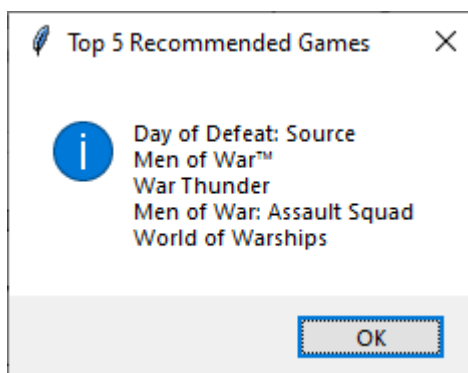 Top 5 Recommended Games
Day of Defeat: Source
Men of War™
War Thunder
Men of War: Assault Squad
World of Warships
OK